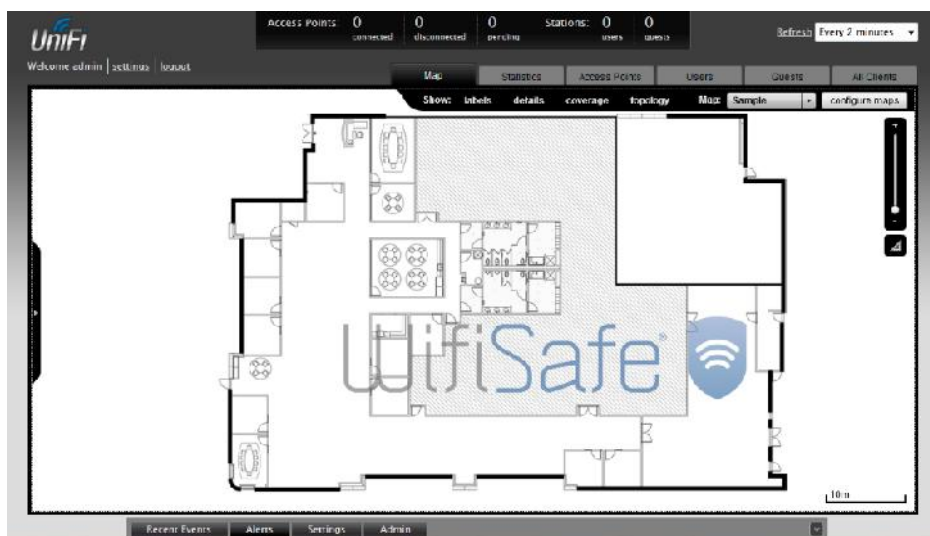 UniFi
Access Points: 0 0 0 Stations: 0 0
connected disconnected pending users guests
Refresh Every 2 minutes
Welcome admin settings logout
Map Statistics Access Points Users Guests All Clients
Show: labels details coverage topology Map: Sample configure maps
+
-
WifiSafe®
10m
Recent Events Alerts Settings Admin